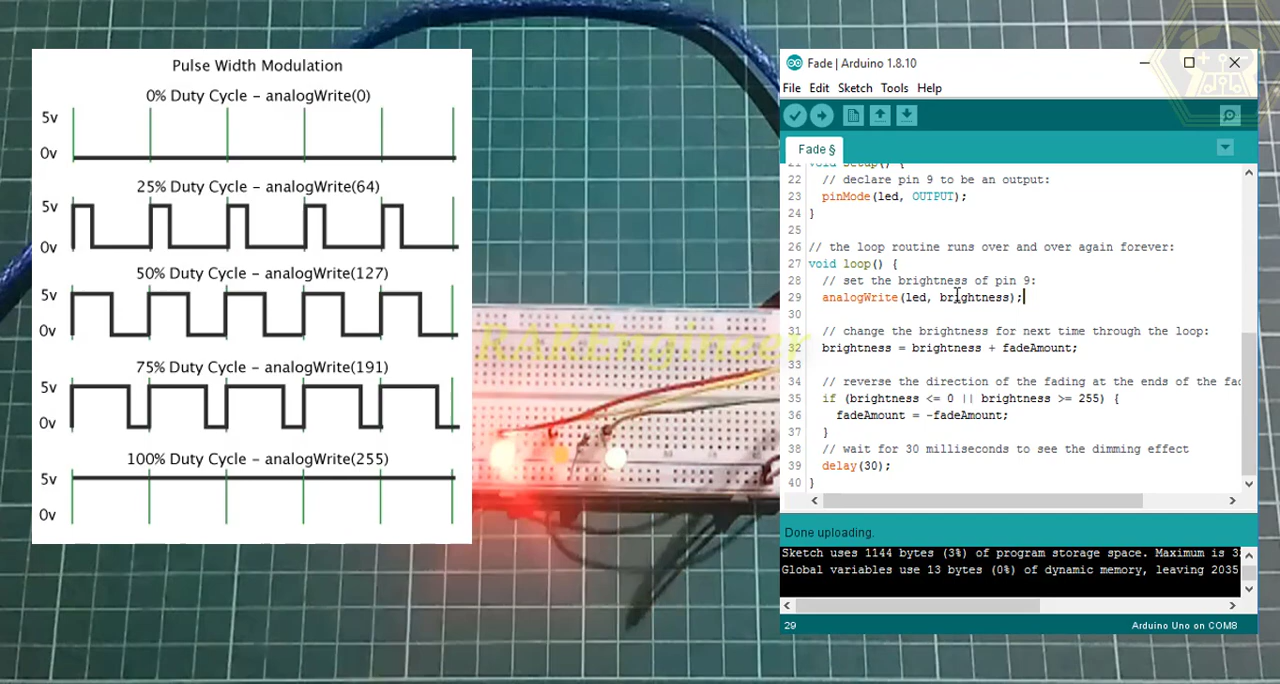 Pulse Width Modulation
0% Duty Cycle – analogWrite(0)
5v
0v
25% Duty Cycle – analogWrite(64)
5v
0v
50% Duty Cycle – analogWrite(127)
5v
0v
75% Duty Cycle – analogWrite(191)
5v
0v
100% Duty Cycle – analogWrite(255)
5v
0v
RAREngineer
Fade | Arduino 1.8.10
File Edit Sketch Tools Help
Fade §
21 void setup() {
22 // declare pin 9 to be an output:
23 pinMode(led, OUTPUT);
24 }
25
26 // the loop routine runs over and over again forever:
27 void loop() {
28 // set the brightness of pin 9:
29 analogWrite(led, brightness);
30
31 // change the brightness for next time through the loop:
32 brightness = brightness + fadeAmount;
33
34 // reverse the direction of the fading at the ends of the fad
35 if (brightness <= 0 || brightness >= 255) {
36 fadeAmount = -fadeAmount;
37 }
38 // wait for 30 milliseconds to see the dimming effect
39 delay(30);
40 }
Done uploading.
Sketch uses 1144 bytes (3%) of program storage space. Maximum is 3
Global variables use 13 bytes (0%) of dynamic memory, leaving 2035
29
Arduino Uno on COM8